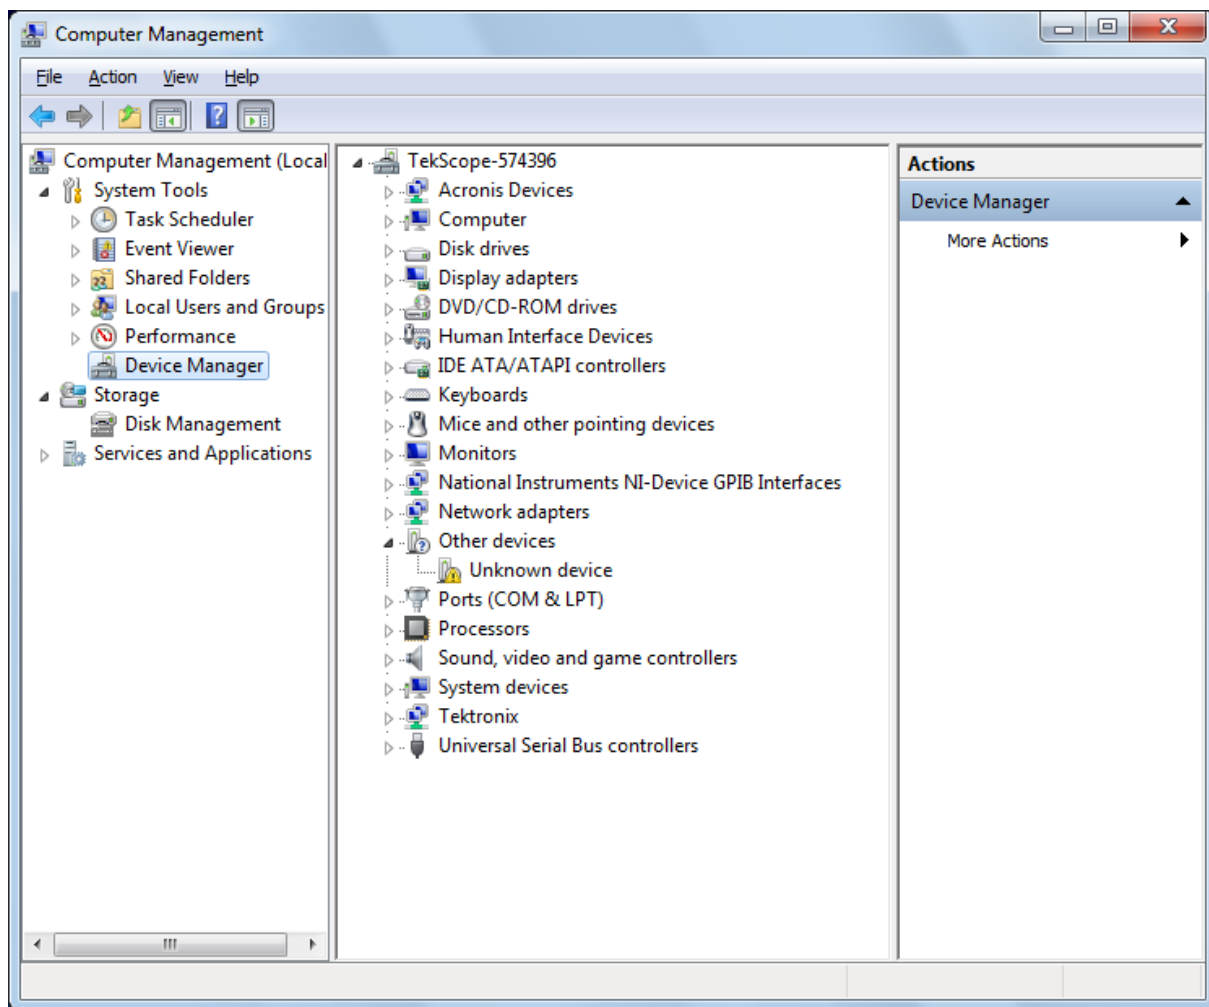 Computer Management
File Action View Help
Computer Management (Local
System Tools
Task Scheduler
Event Viewer
Shared Folders
Local Users and Groups
Performance
Device Manager
Storage
Disk Management
Services and Applications
TekScope-574396
Acronis Devices
Computer
Disk drives
Display adapters
DVD/CD-ROM drives
Human Interface Devices
IDE ATA/ATAPI controllers
Keyboards
Mice and other pointing devices
Monitors
National Instruments NI-Device GPIB Interfaces
Network adapters
Other devices
Unknown device
Ports (COM & LPT)
Processors
Sound, video and game controllers
System devices
Tektronix
Universal Serial Bus controllers
Actions
Device Manager
More Actions